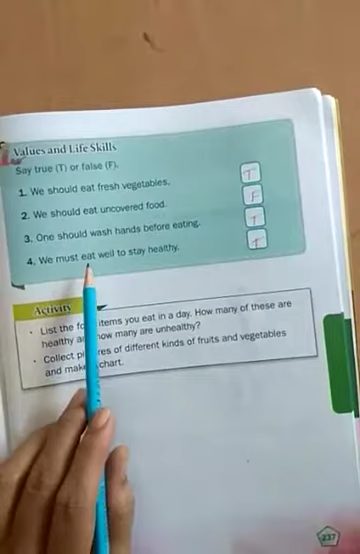 Values and Life Skills
Say true (T) or false (F).
1. We should eat fresh vegetables. T
2. We should eat uncovered food. F
3. One should wash hands before eating. T
4. We must eat well to stay healthy. T
Activity
• List the fo items you eat in a day. How many of these are
healthy a how many are unhealthy?
• Collect p res of different kinds of fruits and vegetables
and make chart.
237